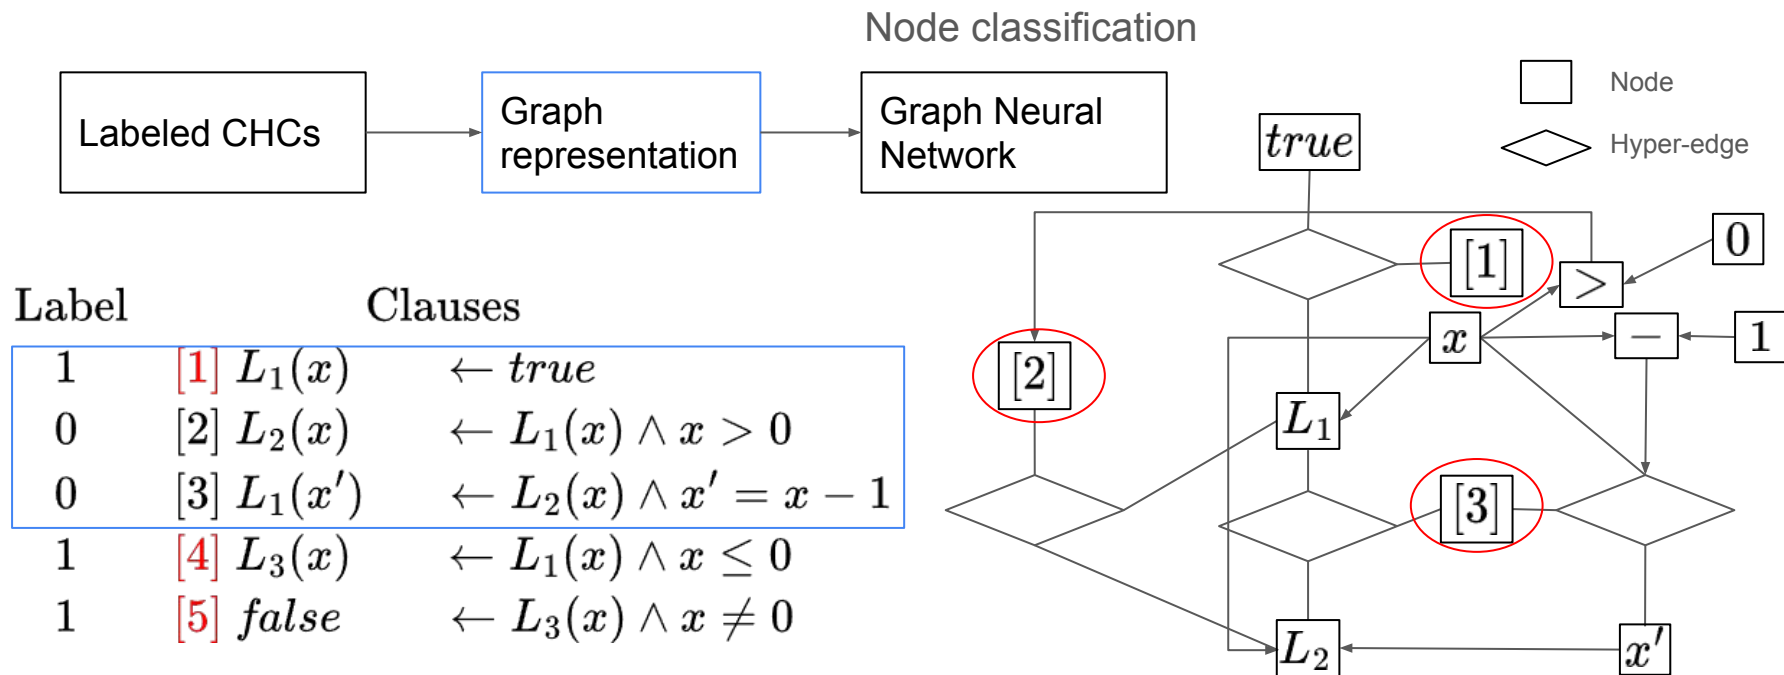 Node classification
Labeled CHCs
Graph
representation
Graph Neural
Network
Node
Hyper-edge
true
[1]
0
>
x
−
1
[2]
L₁
[3]
L₂
x′
Label Clauses
1 [1] L₁(x) ← true
0 [2] L₂(x) ← L₁(x) ∧ x > 0
0 [3] L₁(x′) ← L₂(x) ∧ x′ = x − 1
1 [4] L₃(x) ← L₁(x) ∧ x ≤ 0
1 [5] false ← L₃(x) ∧ x ≠ 0